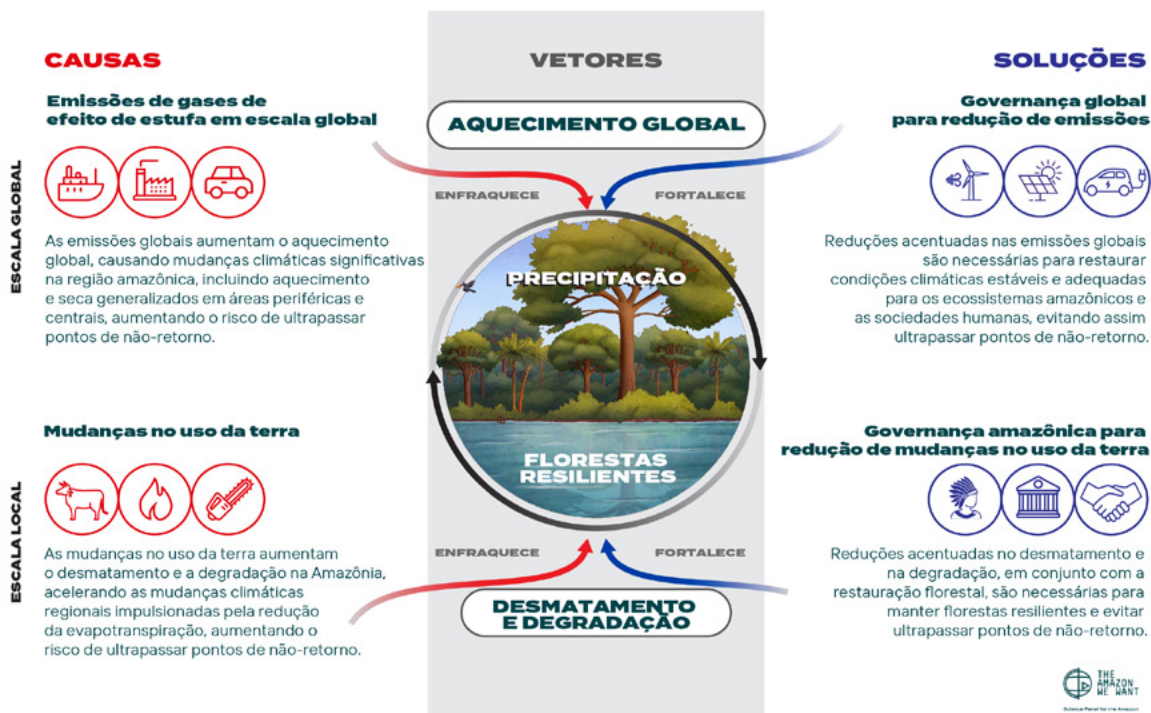 CAUSAS
Emissões de gases de
efeito de estufa em escala global
ESCALA GLOBAL
As emissões globais aumentam o aquecimento
global, causando mudanças climáticas significativas
na região amazônica, incluindo aquecimento
e seca generalizados em áreas periféricas e
centrais, aumentando o risco de ultrapassar
pontos de não-retorno.
Mudanças no uso da terra
ESCALA LOCAL
As mudanças no uso da terra aumentam
o desmatamento e a degradação na Amazônia,
acelerando as mudanças climáticas
regionais impulsionadas pela redução
da evapotranspiração, aumentando o
risco de ultrapassar pontos de não-retorno.
VETORES
AQUECIMENTO GLOBAL
ENFRAQUECE
FORTALECE
PRECIPITAÇÃO
FLORESTAS
RESILIENTES
ENFRAQUECE
FORTALECE
DESMATAMENTO
E DEGRADAÇÃO
SOLUÇÕES
Governança global
para redução de emissões
Reduções acentuadas nas emissões globais
são necessárias para restaurar
condições climáticas estáveis e adequadas
para os ecossistemas amazônicos e
as sociedades humanas, evitando assim
ultrapassar pontos de não-retorno.
Governança amazônica para
redução de mudanças no uso da terra
Reduções acentuadas no desmatamento e
na degradação, em conjunto com a
restauração florestal, são necessárias para
manter florestas resilientes e evitar
ultrapassar pontos de não-retorno.
THE
AMAZON
WE WANT
Science Panel for the Amazon